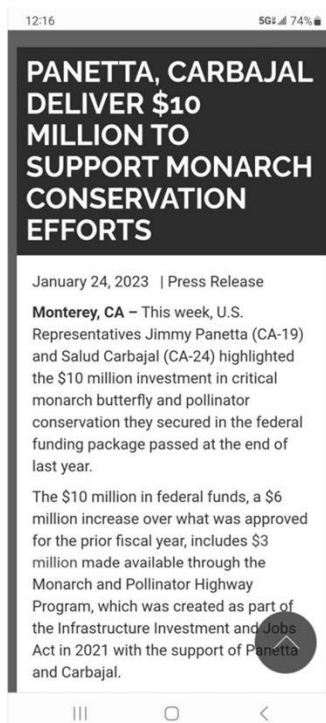 12:16
5G 74%
PANETTA, CARBAJAL
DELIVER $10
MILLION TO
SUPPORT MONARCH
CONSERVATION
EFFORTS
January 24, 2023 | Press Release
Monterey, CA – This week, U.S.
Representatives Jimmy Panetta (CA-19)
and Salud Carbajal (CA-24) highlighted
the $10 million investment in critical
monarch butterfly and pollinator
conservation they secured in the federal
funding package passed at the end of
last year.
The $10 million in federal funds, a $6
million increase over what was approved
for the prior fiscal year, includes $3
million made available through the
Monarch and Pollinator Highway
Program, which was created as part of
the Infrastructure Investment and Jobs
Act in 2021 with the support of Panetta
and Carbajal.